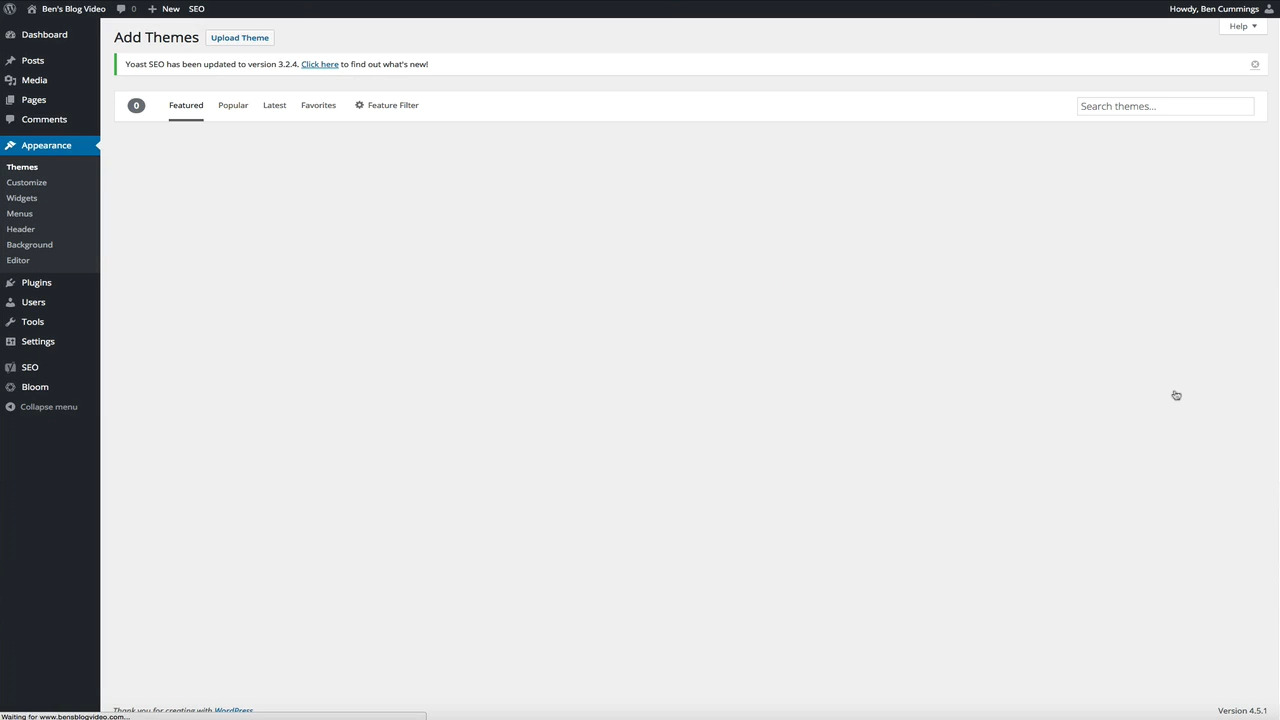 Ben's Blog Video 0 New SEO Howdy, Ben Cummings
Help
Dashboard
Posts
Media
Pages
Comments
Appearance
Themes
Customize
Widgets
Menus
Header
Background
Editor
Plugins
Users
Tools
Settings
SEO
Bloom
Collapse menu
Add Themes Upload Theme
Yoast SEO has been updated to version 3.2.4. Click here to find out what's new!
0 Featured Popular Latest Favorites Feature Filter Search themes...
Thank you for creating with WordPress. Version 4.5.1
Waiting for www.bensblogvideo.com...